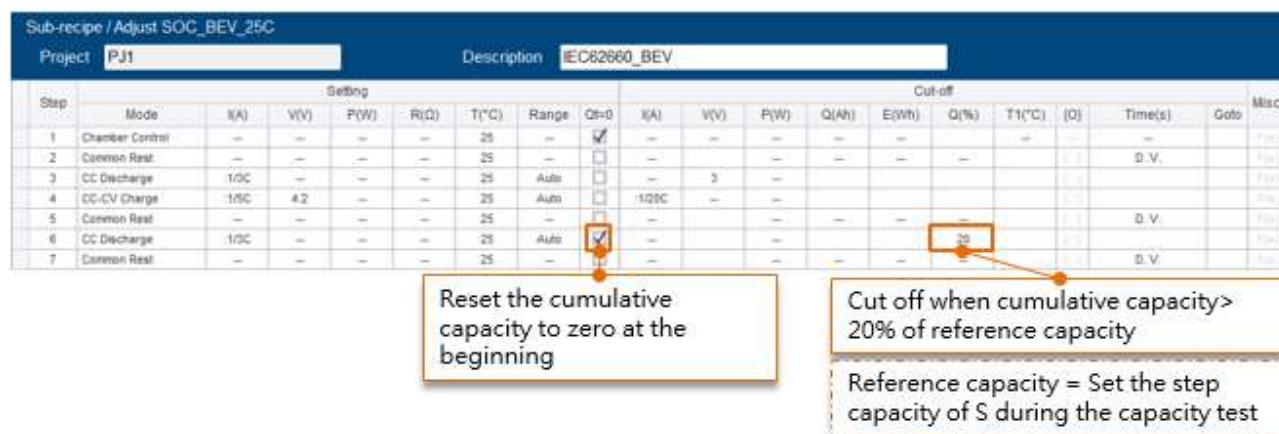 Sub-recipe / Adjust SOC_BEV_25C
Project PJ1 Description IEC62660_BEV
Step Setting Cut-off Misc
Mode I(A) V(V) P(W) R(Ω) T(°C) Range Qt=0 I(A) V(V) P(W) Q(Ah) E(Wh) Q(%) T1(°C) [O] Time(s) Goto
1 Chamber Control -- -- -- -- 25 -- -- -- -- -- -- -- --
2 Common Rest -- -- -- -- 25 -- -- -- -- -- -- -- D.V.
3 CC Discharge 1/3C -- -- -- 25 Auto -- 3 --
4 CC-CV Charge 1/5C 4.2 -- -- 25 Auto 1/20C -- --
5 Common Rest -- -- -- -- 25 -- -- -- -- -- -- D.V.
6 CC Discharge 1/3C -- -- -- 25 Auto -- -- 20
7 Common Rest -- -- -- -- 25 -- -- -- -- -- -- D.V.
Reset the cumulative
capacity to zero at the
beginning
Cut off when cumulative capacity>
20% of reference capacity
Reference capacity = Set the step
capacity of S during the capacity test